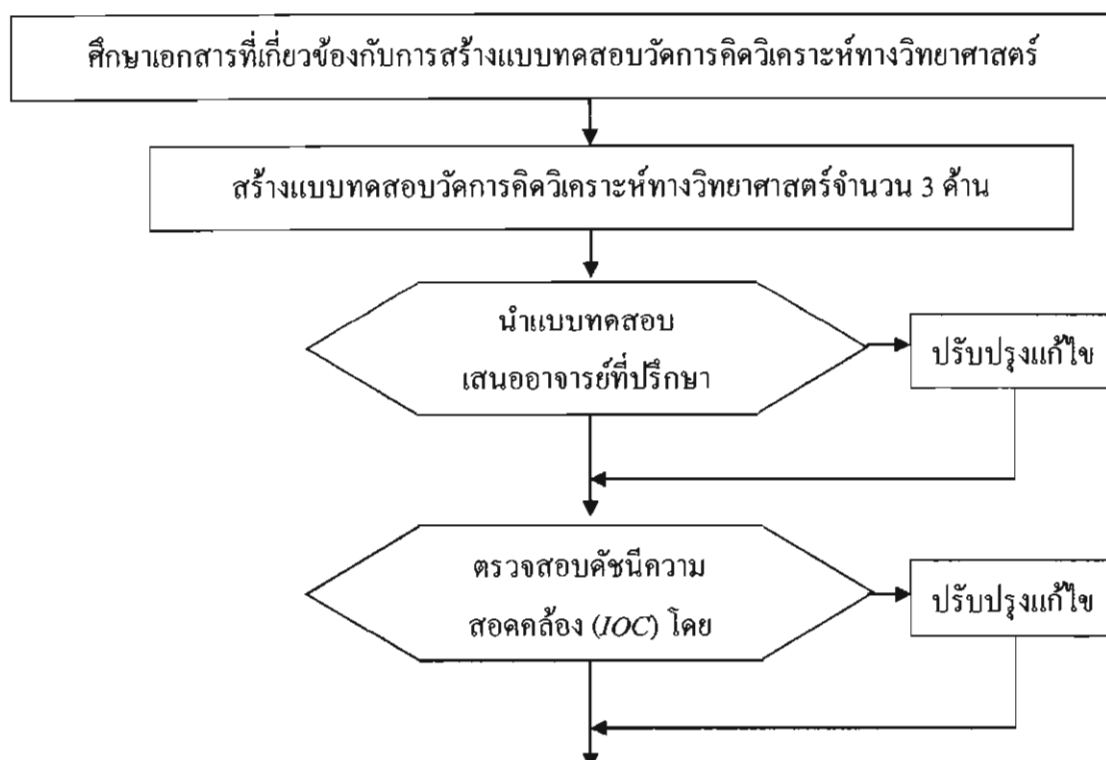 ศึกษาเอกสารที่เกี่ยวข้องกับการสร้างแบบทดสอบวัดการคิดวิเคราะห์ทางวิทยาศาสตร์
สร้างแบบทดสอบวัดการคิดวิเคราะห์ทางวิทยาศาสตร์จำนวน 3 ด้าน
นำแบบทดสอบ
เสนออาจารย์ที่ปรึกษา
ปรับปรุงแก้ไข
ตรวจสอบดัชนีความ
สอดคล้อง (IOC) โดย
ปรับปรุงแก้ไข